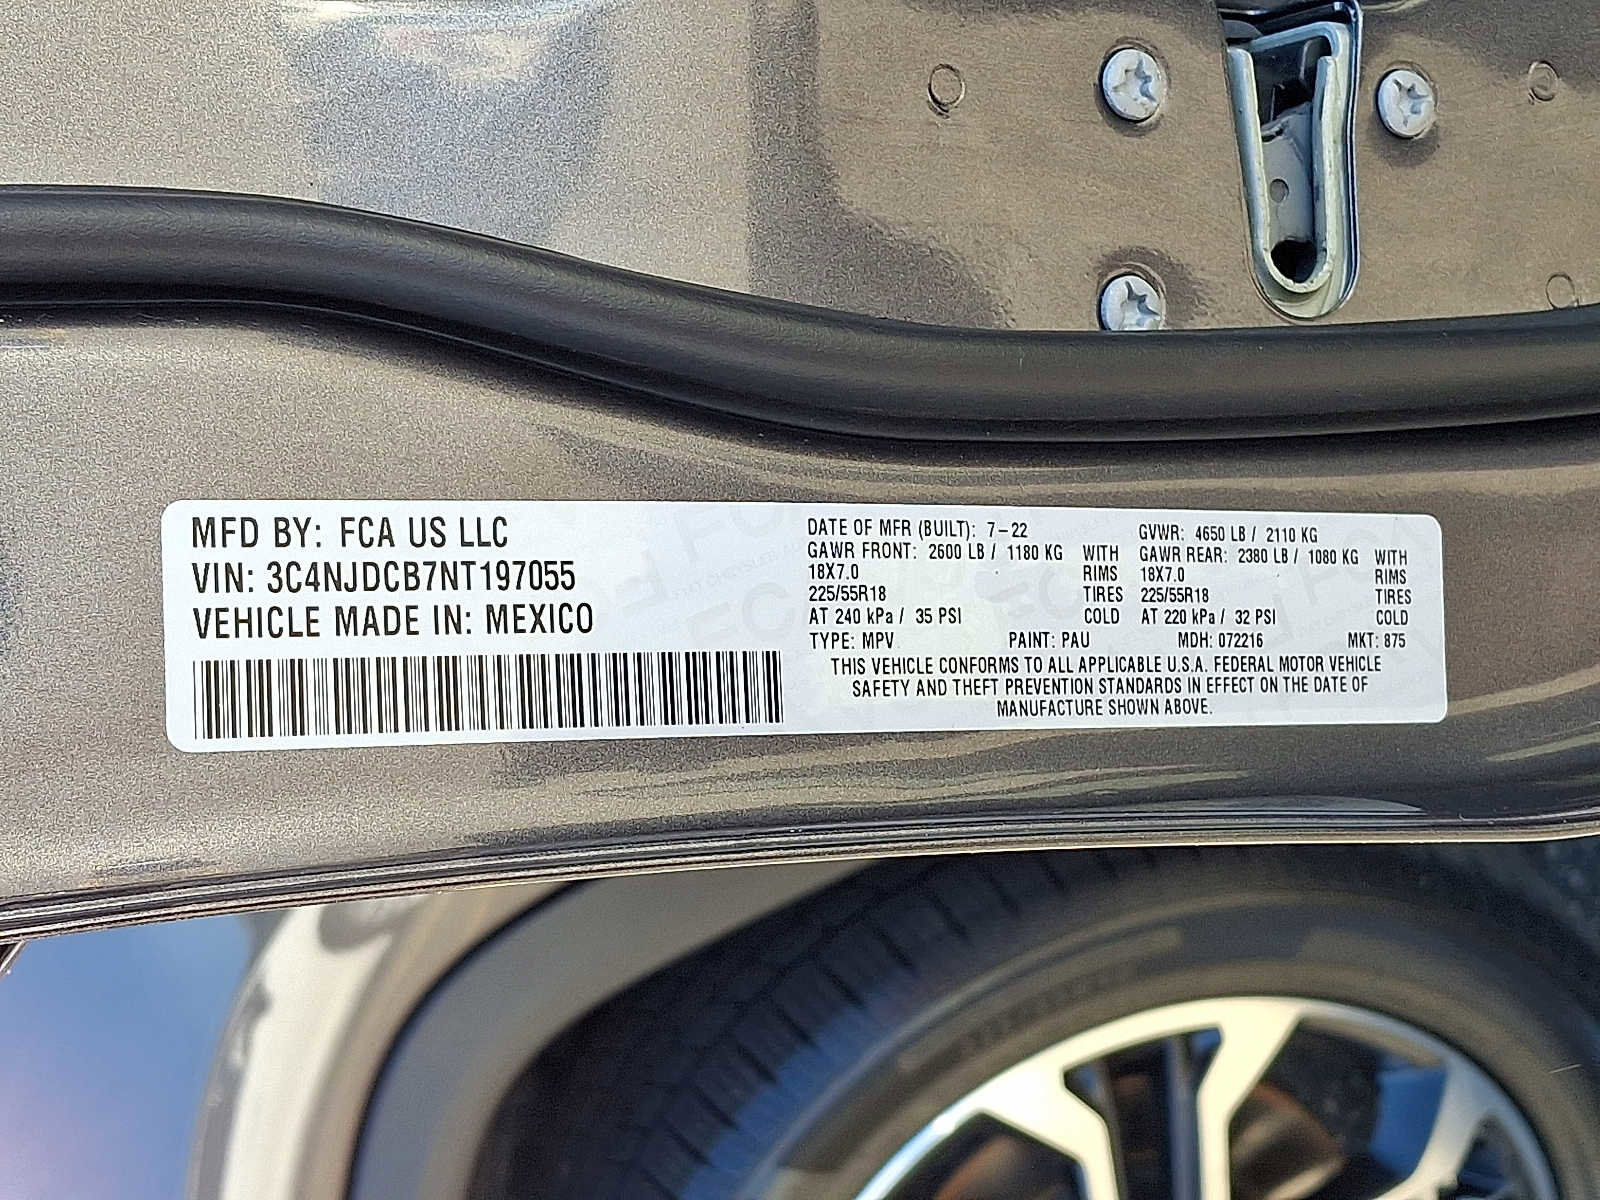 MFD BY: FCA US LLC
VIN: 3C4NJDCB7NT197055
VEHICLE MADE IN: MEXICO
DATE OF MFR (BUILT): 7-22 GVWR: 4650 LB / 2110 KG
GAWR FRONT: 2600 LB / 1180 KG WITH GAWR REAR: 2380 LB / 1080 KG WITH
18X7.0 RIMS 18X7.0 RIMS
225/55R18 TIRES 225/55R18 TIRES
AT 240 kPa / 35 PSI COLD AT 220 kPa / 32 PSI COLD
TYPE: MPV PAINT: PAU MDH: 072216 MKT: 875
THIS VEHICLE CONFORMS TO ALL APPLICABLE U.S.A. FEDERAL MOTOR VEHICLE
SAFETY AND THEFT PREVENTION STANDARDS IN EFFECT ON THE DATE OF
MANUFACTURE SHOWN ABOVE.